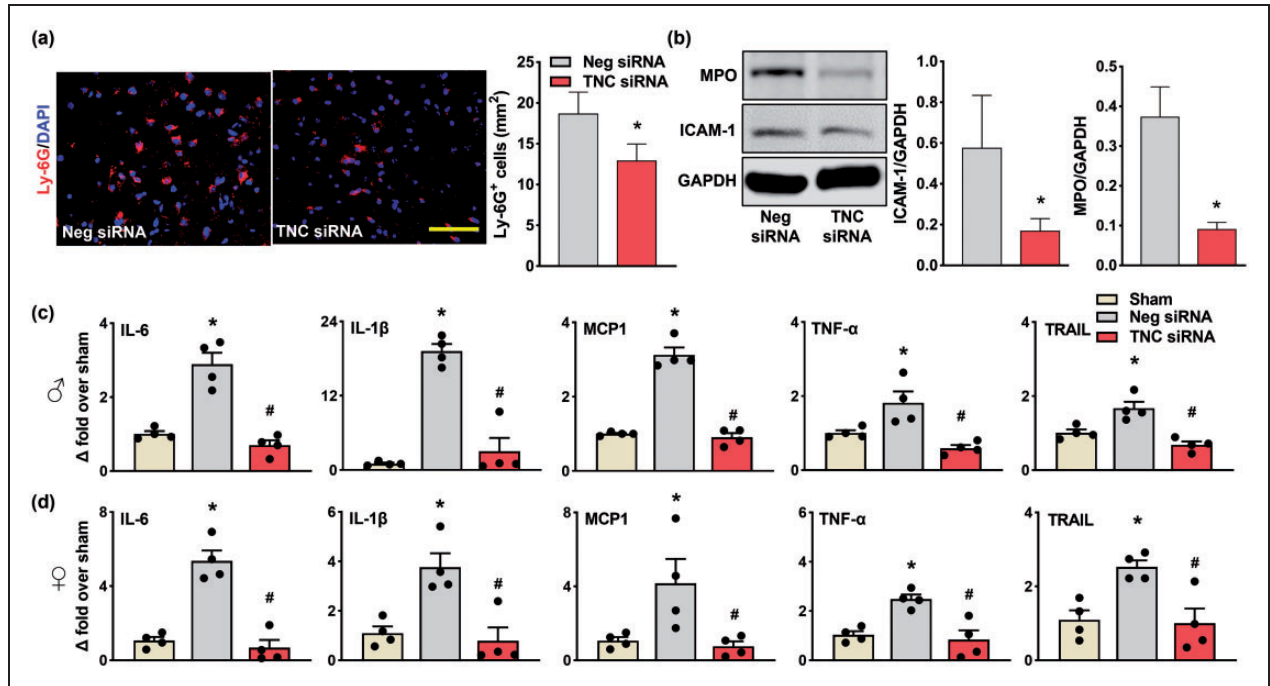 (a)
Ly-6G/DAPI
Neg siRNA
TNC siRNA
Ly-6G+ cells (mm²)
25
20
15
10
5
0
Neg siRNA
TNC siRNA
*
(b)
MPO
ICAM-1
GAPDH
Neg siRNA
TNC siRNA
ICAM-1/GAPDH
1.0
0.8
0.6
0.4
0.2
0.0
*
MPO/GAPDH
0.5
0.4
0.3
0.2
0.1
0.0
*
Sham
Neg siRNA
TNC siRNA
(c)
♂
Δ fold over sham
IL-6
4
2
0
*
#
IL-1β
24
12
0
*
#
MCP1
4
2
0
*
#
TNF-α
4
2
0
*
#
TRAIL
4
2
0
*
#
(d)
♀
Δ fold over sham
IL-6
8
4
0
*
#
IL-1β
6
4
2
0
*
#
MCP1
8
4
0
*
#
TNF-α
6
4
2
0
*
#
TRAIL
4
2
0
*
#